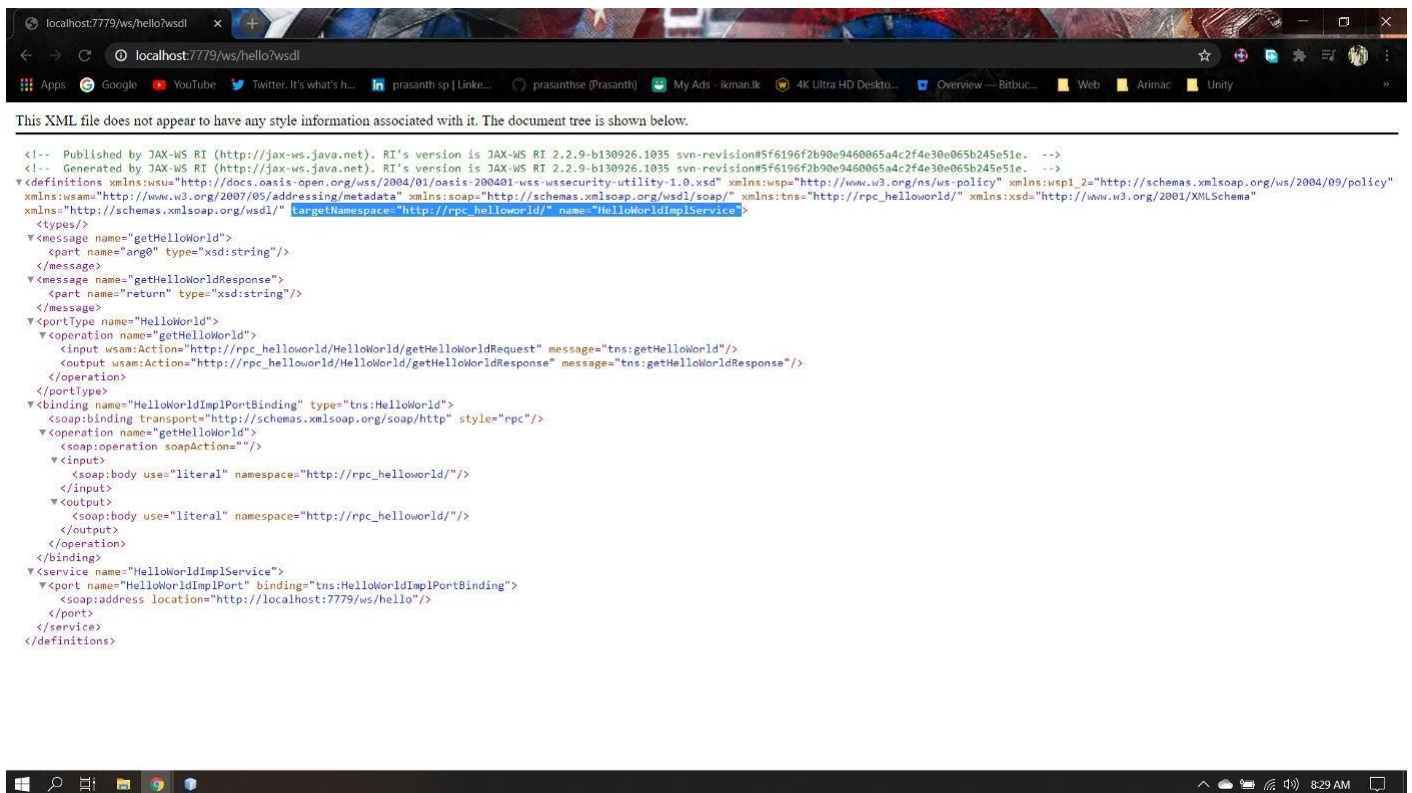 localhost:7779/ws/hello?wsdl
localhost:7779/ws/hello?wsdl
Apps Google YouTube Twitter. It's what's h... prasanth sp | Linke... prasanthse (Prasanth) My Ads - ikman.lk 4K Ultra HD Deskto... Overview — Bitbuc... Web Arimac Unity »
This XML file does not appear to have any style information associated with it. The document tree is shown below.
<!-- Published by JAX-WS RI (http://jax-ws.java.net). RI's version is JAX-WS RI 2.2.9-b130926.1035 svn-revision#5f6196f2b90e9460065a4c2f4e30e065b245e51e. -->
<!-- Generated by JAX-WS RI (http://jax-ws.java.net). RI's version is JAX-WS RI 2.2.9-b130926.1035 svn-revision#5f6196f2b90e9460065a4c2f4e30e065b245e51e. -->
▼<definitions xmlns:wsu="http://docs.oasis-open.org/wss/2004/01/oasis-200401-wss-wssecurity-utility-1.0.xsd" xmlns:wsp="http://www.w3.org/ns/ws-policy" xmlns:wsp1_2="http://schemas.xmlsoap.org/ws/2004/09/policy"
xmlns:wsam="http://www.w3.org/2007/05/addressing/metadata" xmlns:soap="http://schemas.xmlsoap.org/wsdl/soap/" xmlns:tns="http://rpc_helloworld/" xmlns:xsd="http://www.w3.org/2001/XMLSchema"
xmlns="http://schemas.xmlsoap.org/wsdl/" targetNamespace="http://rpc_helloworld/" name="HelloWorldImplService">
<types/>
▼<message name="getHelloWorld">
<part name="arg0" type="xsd:string"/>
</message>
▼<message name="getHelloWorldResponse">
<part name="return" type="xsd:string"/>
</message>
▼<portType name="HelloWorld">
▼<operation name="getHelloWorld">
<input wsam:Action="http://rpc_helloworld/HelloWorld/getHelloWorldRequest" message="tns:getHelloWorld"/>
<output wsam:Action="http://rpc_helloworld/HelloWorld/getHelloWorldResponse" message="tns:getHelloWorldResponse"/>
</operation>
</portType>
▼<binding name="HelloWorldImplPortBinding" type="tns:HelloWorld">
<soap:binding transport="http://schemas.xmlsoap.org/soap/http" style="rpc"/>
▼<operation name="getHelloWorld">
<soap:operation soapAction=""/>
▼<input>
<soap:body use="literal" namespace="http://rpc_helloworld/"/>
</input>
▼<output>
<soap:body use="literal" namespace="http://rpc_helloworld/"/>
</output>
</operation>
</binding>
▼<service name="HelloWorldImplService">
▼<port name="HelloWorldImplPort" binding="tns:HelloWorldImplPortBinding">
<soap:address location="http://localhost:7779/ws/hello"/>
</port>
</service>
</definitions>
8:29 AM